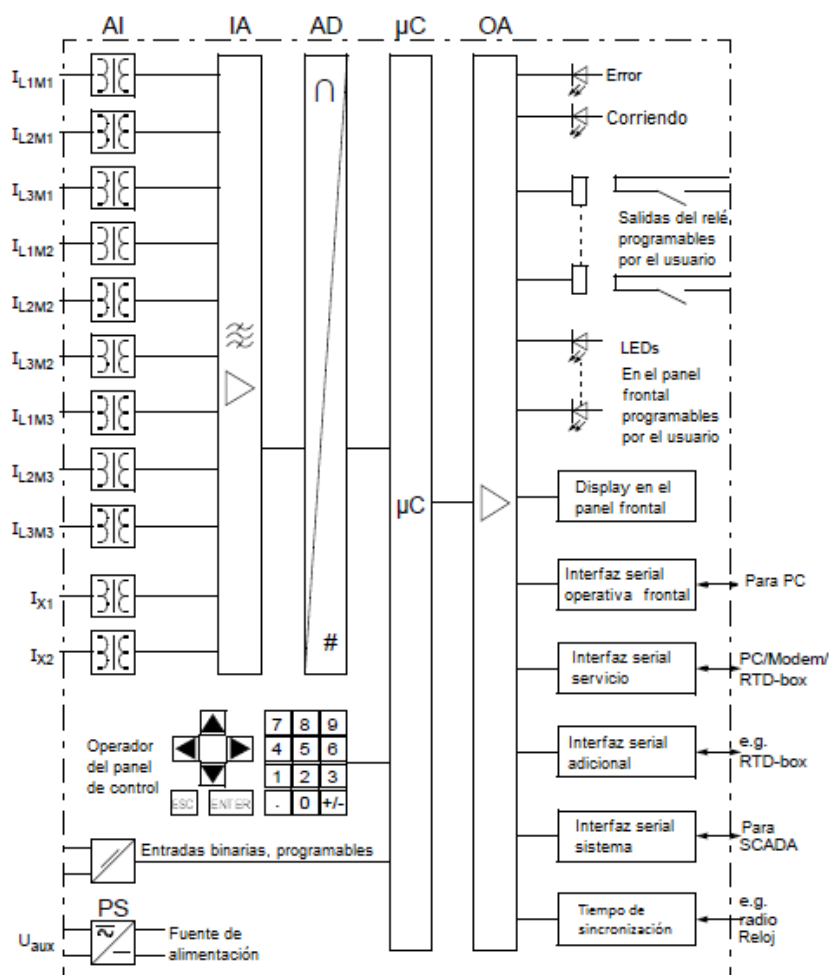 AI IA AD µC OA
I_L1M1
I_L2M1
I_L3M1
I_L1M2
I_L2M2
I_L3M2
I_L1M3
I_L2M3
I_L3M3
I_X1
I_X2
∩
#
µC
Error
Corriendo
Salidas del relé
programables
por el usuario
LEDs
En el panel
frontal
programables
por el usuario
Display en el
panel frontal
Interfaz serial
operativa frontal
Para PC
Interfaz serial
servicio
PC/Modem/
RTD-box
Interfaz serial
adicional
e.g.
RTD-box
Interfaz serial
sistema
Para
SCADA
Tiempo de
sincronización
e.g.
radio
Reloj
Operador
del panel
de control
ESC ENTER
7 8 9
4 5 6
1 2 3
. 0 +/-
Entradas binarias, programables
PS
U_aux
Fuente de
alimentación